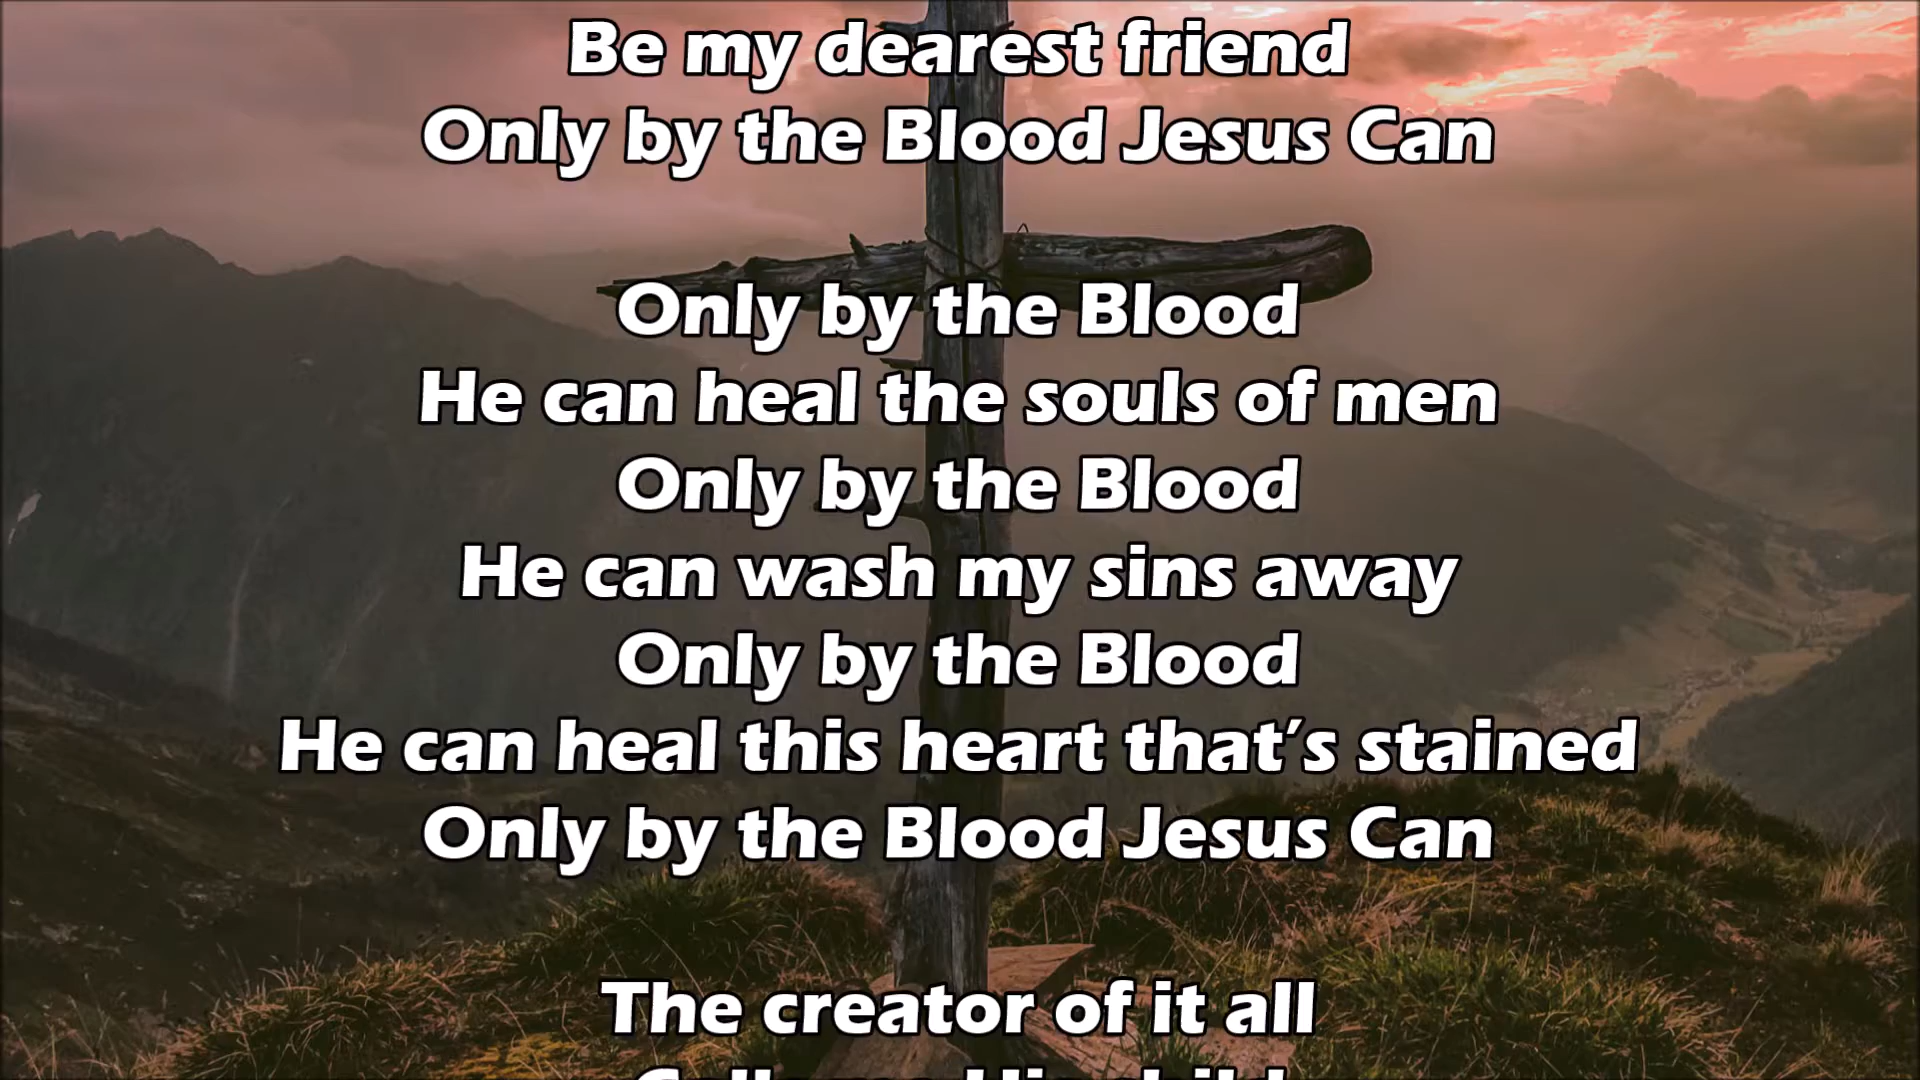 Be my dearest friend
Only by the Blood Jesus Can
Only by the Blood
He can heal the souls of men
Only by the Blood
He can wash my sins away
Only by the Blood
He can heal this heart that's stained
Only by the Blood Jesus Can
The creator of it all